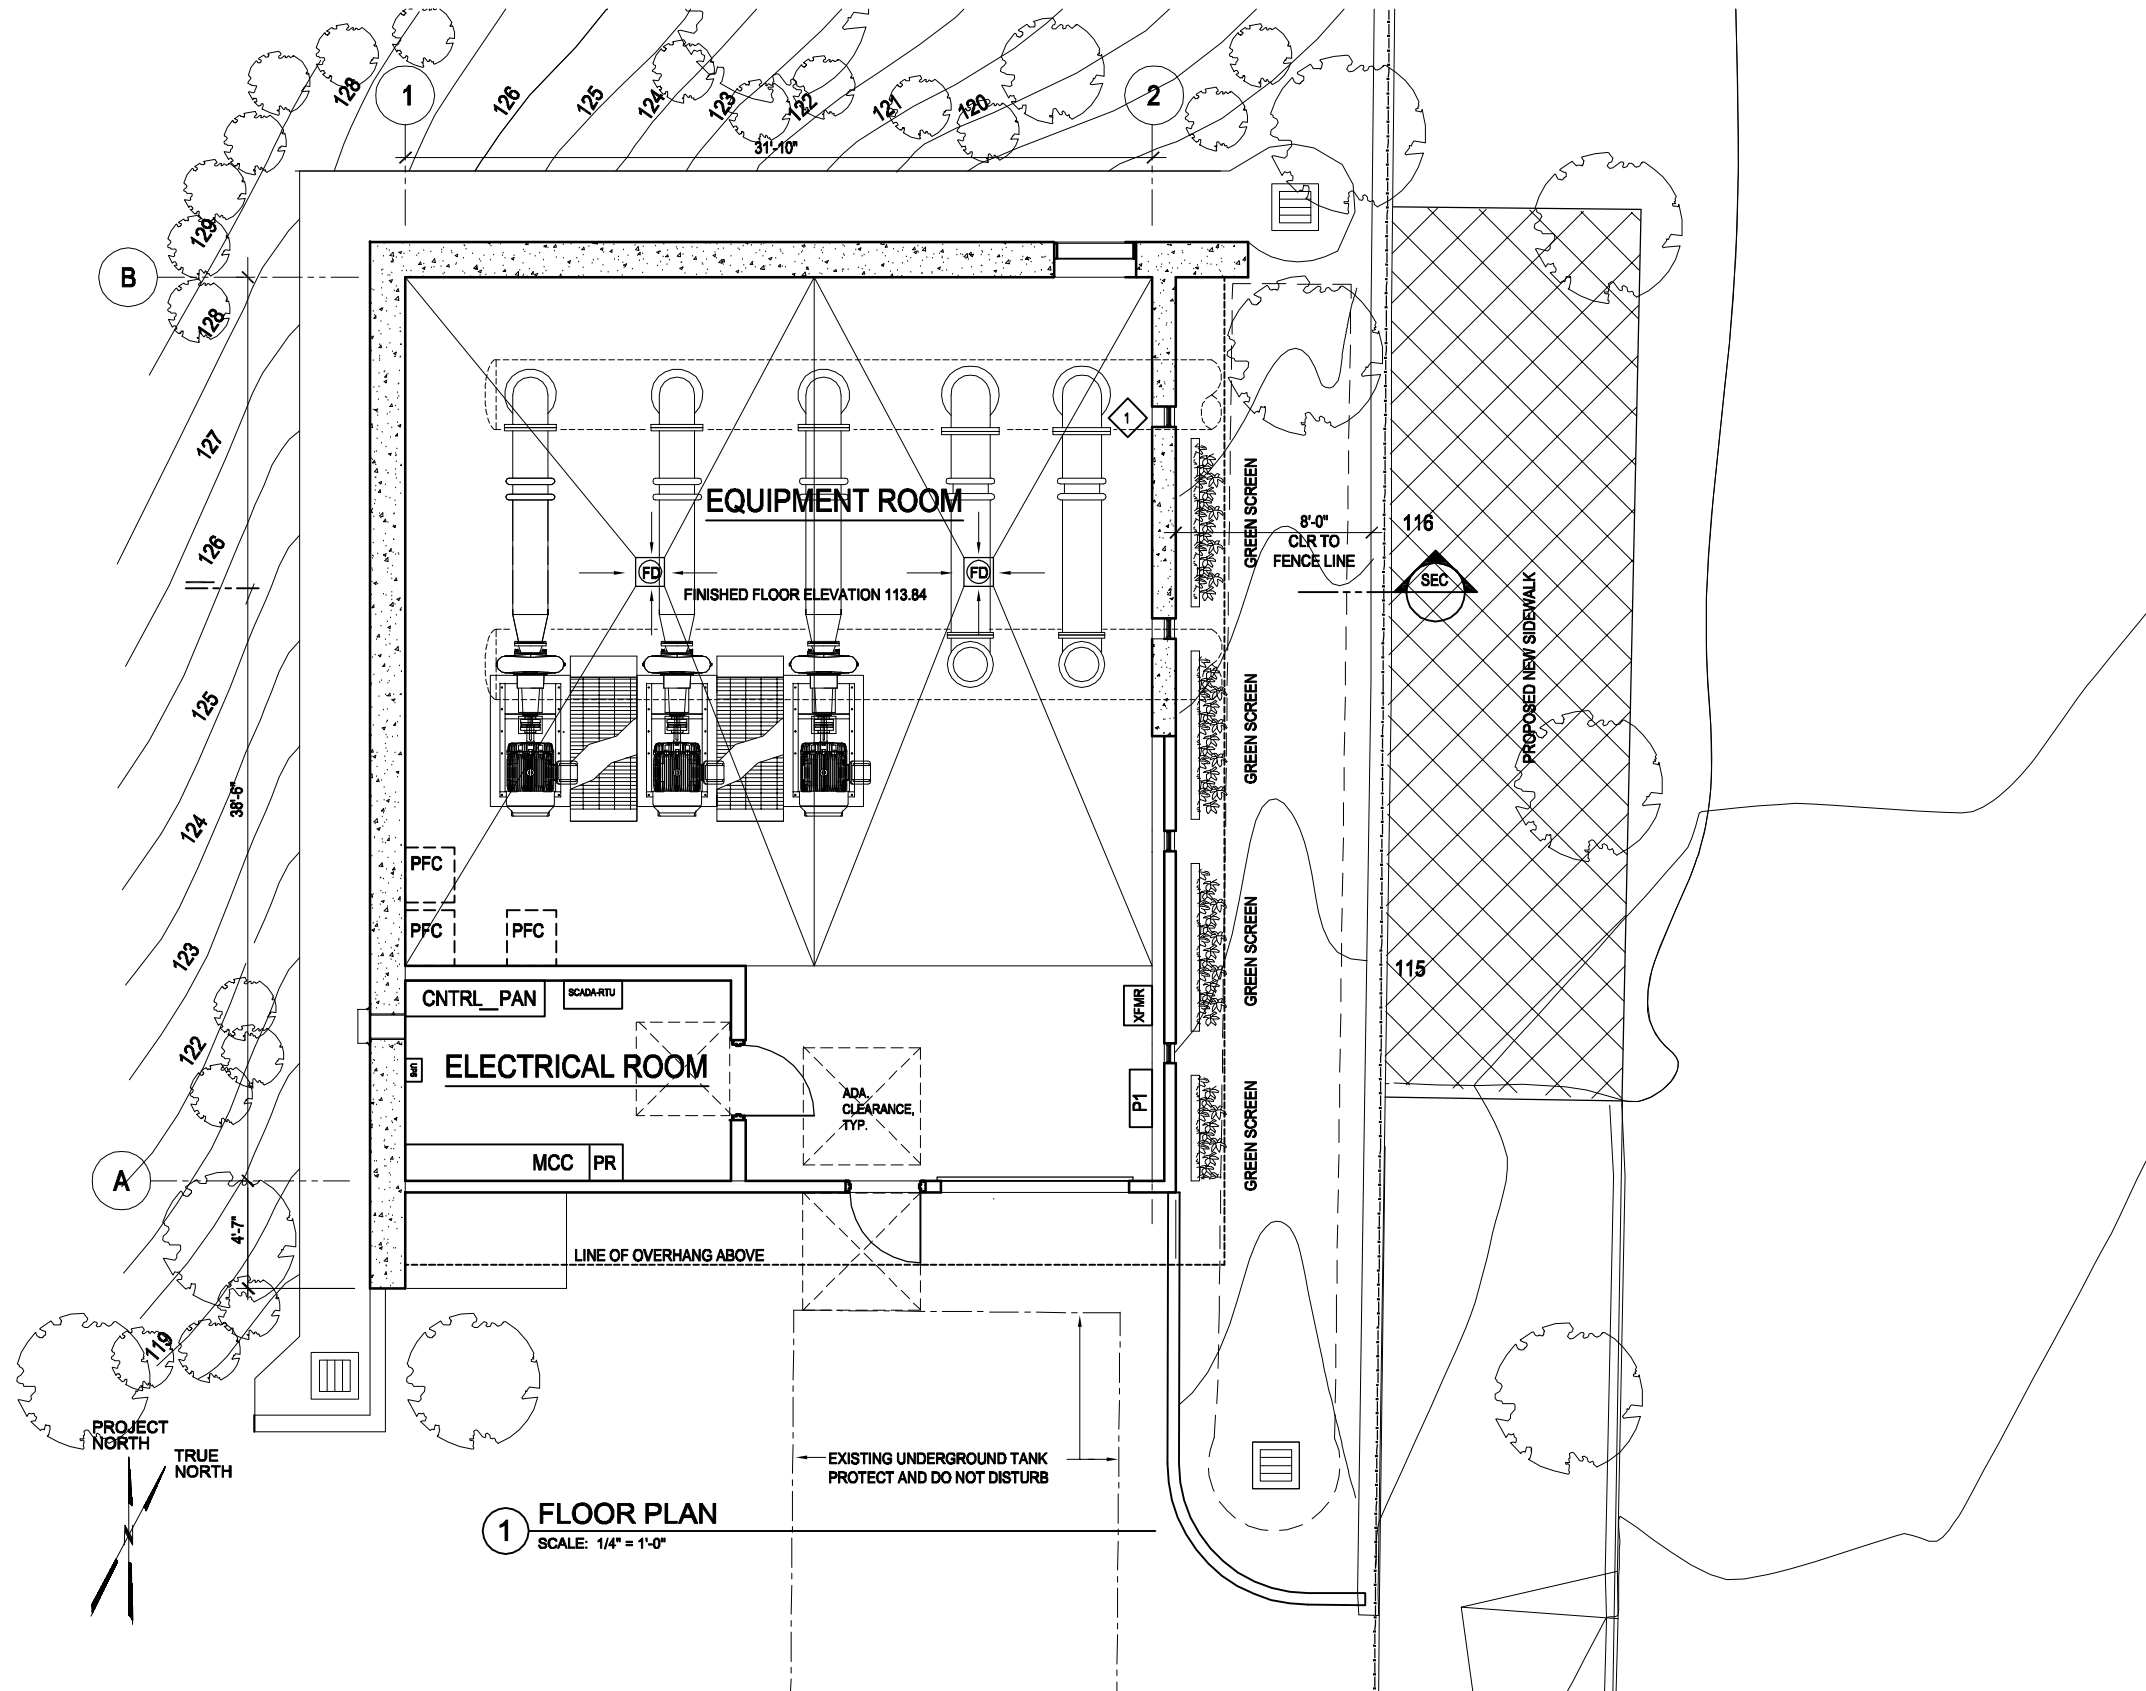 1
2
128
126
125
124
123
122
121
120
31'-10"
129
B
128
1
127
EQUIPMENT ROOM
GREEN SCREEN
8'-0"
CLR TO
FENCE LINE
116
126
FD
FD
SEC
FINISHED FLOOR ELEVATION 113.84
PROPOSED NEW SIDEWALK
125
GREEN SCREEN
38'-6"
124
PFC
PFC
PFC
GREEN SCREEN
123
115
CNTRL_PAN
SCADA-RTU
XFMR
122
UPS
ELECTRICAL ROOM
ADA.
CLEARANCE,
TYP.
P1
GREEN SCREEN
MCC
PR
A
4'-7"
LINE OF OVERHANG ABOVE
119
PROJECT
NORTH
TRUE
NORTH
N
EXISTING UNDERGROUND TANK
PROTECT AND DO NOT DISTURB
1
FLOOR PLAN
SCALE: 1/4" = 1'-0"